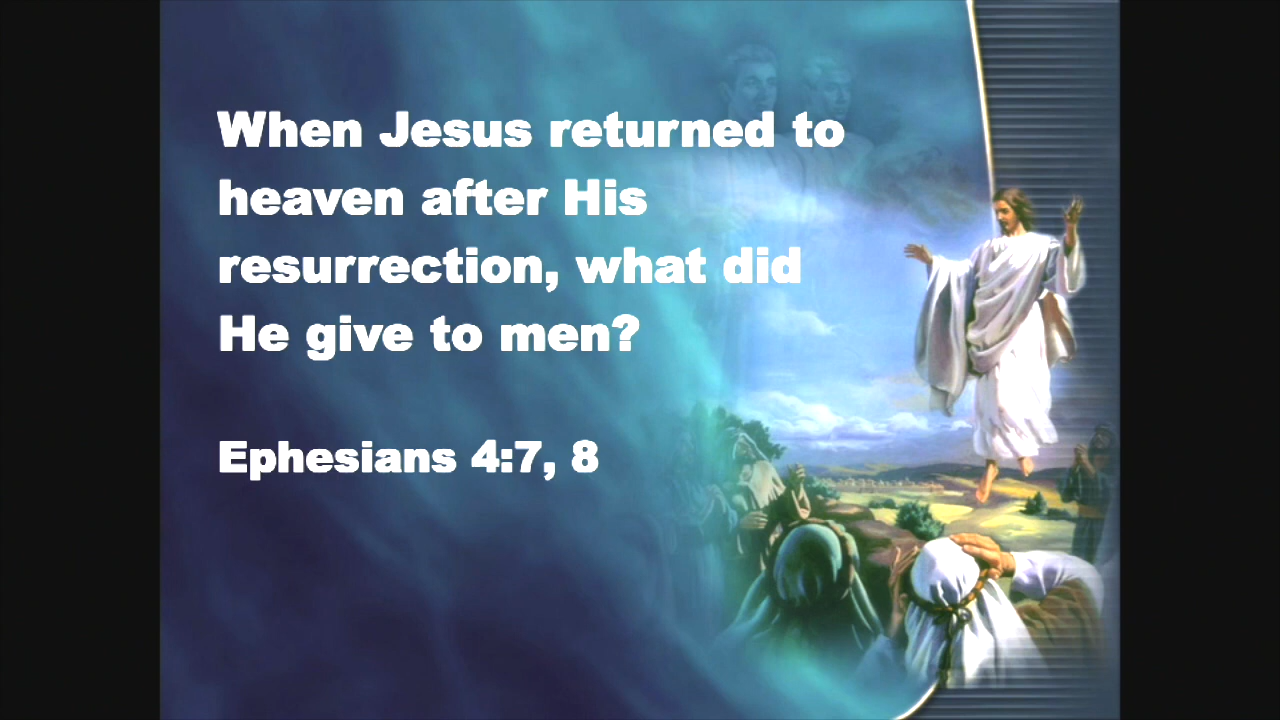 When Jesus returned to
heaven after His
resurrection, what did
He give to men?
Ephesians 4:7, 8